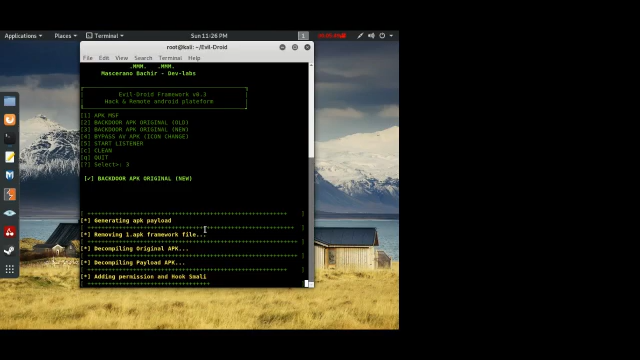 Applications
Places
Terminal
Sun 11:26 PM
1
root@kali: ~/Evil-Droid
File Edit View Search Terminal Help
.MMM. .MMM.
Mascerano Bachir - Dev-labs
Evil-Droid Framework v0.3
Hack & Remote android plateform
[1] APK MSF
[2] BACKDOOR APK ORIGINAL (OLD)
[3] BACKDOOR APK ORIGINAL (NEW)
[4] BYPASS AV APK (ICON CHANGE)
[5] START LISTENER
[c] CLEAN
[q] QUIT
[?] Select>: 3
[✔] BACKDOOR APK ORIGINAL (NEW)
[*] Generating apk payload
[*] Removing 1.apk framework file...
[*] Decompiling Original APK...
[*] Decompiling Payload APK...
[*] Adding permission and Hook Smali